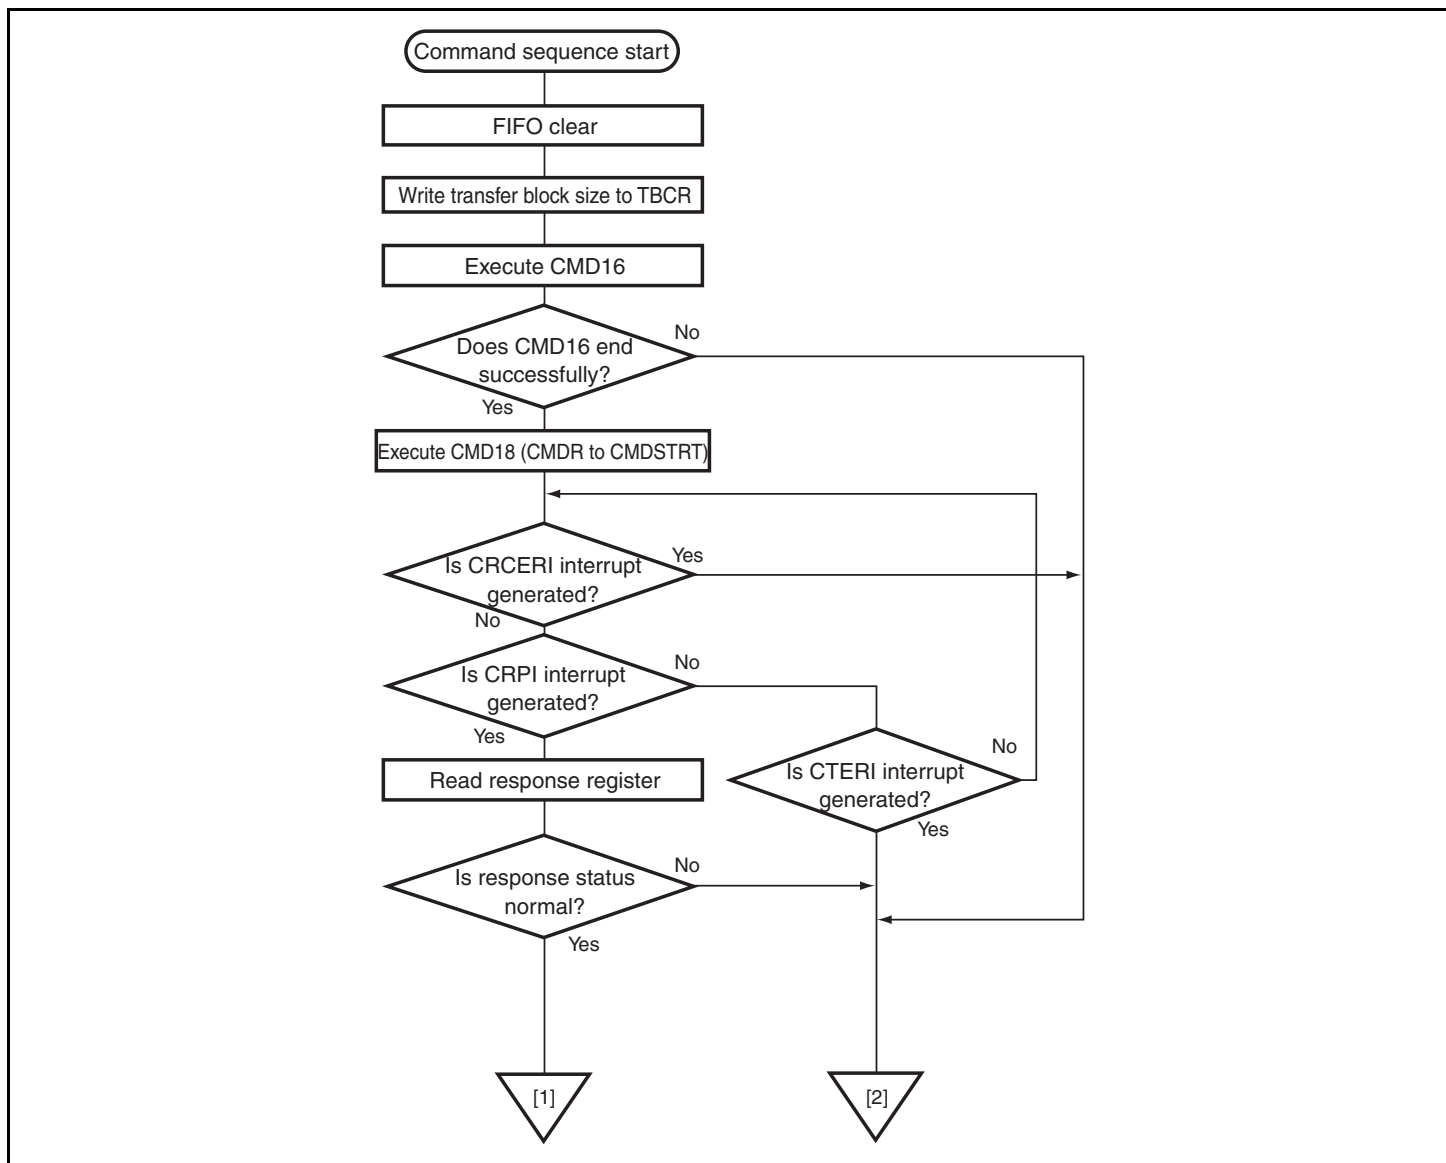 Command sequence start
FIFO clear
Write transfer block size to TBCR
Execute CMD16
No
Does CMD16 end
successfully?
Yes
Execute CMD18 (CMDR to CMDSTRT)
Is CRCERI interrupt
generated?
Yes
No
Is CRPI interrupt
generated?
No
Yes
Read response register
Is CTERI interrupt
generated?
No
Yes
Is response status
normal?
No
Yes
[1]
[2]